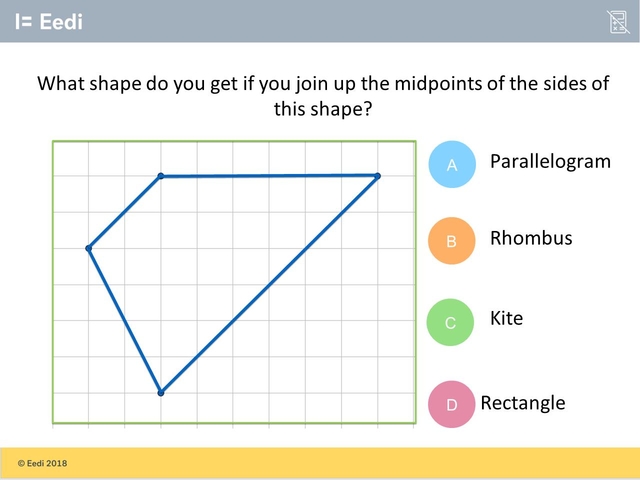 I= Eedi
What shape do you get if you join up the midpoints of the sides of
this shape?
A Parallelogram
B Rhombus
C Kite
D Rectangle
© Eedi 2018